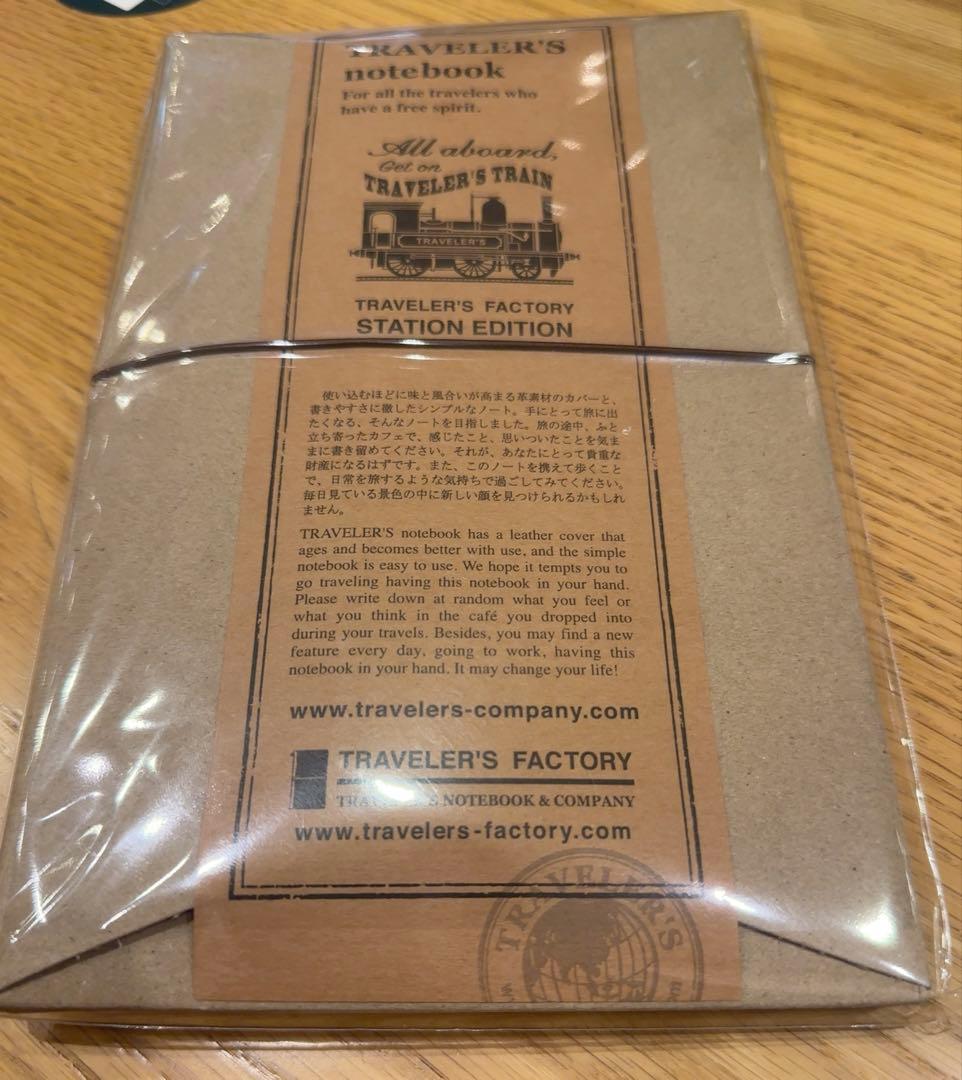 TRAVELER'S
notebook
For all the travelers who
have a free spirit.
All aboard,
Get on
TRAVELER'S TRAIN
TRAVELER'S
TRAVELER'S FACTORY
STATION EDITION
使い込むほどに味と風合いが高まる革素材のカバーと、
書きやすさに徹したシンプルなノート。手にとって旅に出
たくなる、そんなノートを目指しました。旅の途中、ふと
立ち寄ったカフェで、感じたこと、思いついたことを気ま
まに書き留めてください。それが、あなたにとって貴重な
財産になるはずです。また、このノートを携えて歩くこと
で、日常を旅するような気持ちで過ごしてみてください。
毎日見ている景色の中に新しい顔を見つけられるかもしれ
ません。
TRAVELER'S notebook has a leather cover that
ages and becomes better with use, and the simple
notebook is easy to use. We hope it tempts you to
go traveling having this notebook in your hand.
Please write down at random what you feel or
what you think in the café you dropped into
during your travels. Besides, you may find a new
feature every day, going to work, having this
notebook in your hand. It may change your life!
www.travelers-company.com
TRAVELER'S FACTORY
NOTEBOOK & COMPANY
www.travelers-factory.com
TRAVELER'S